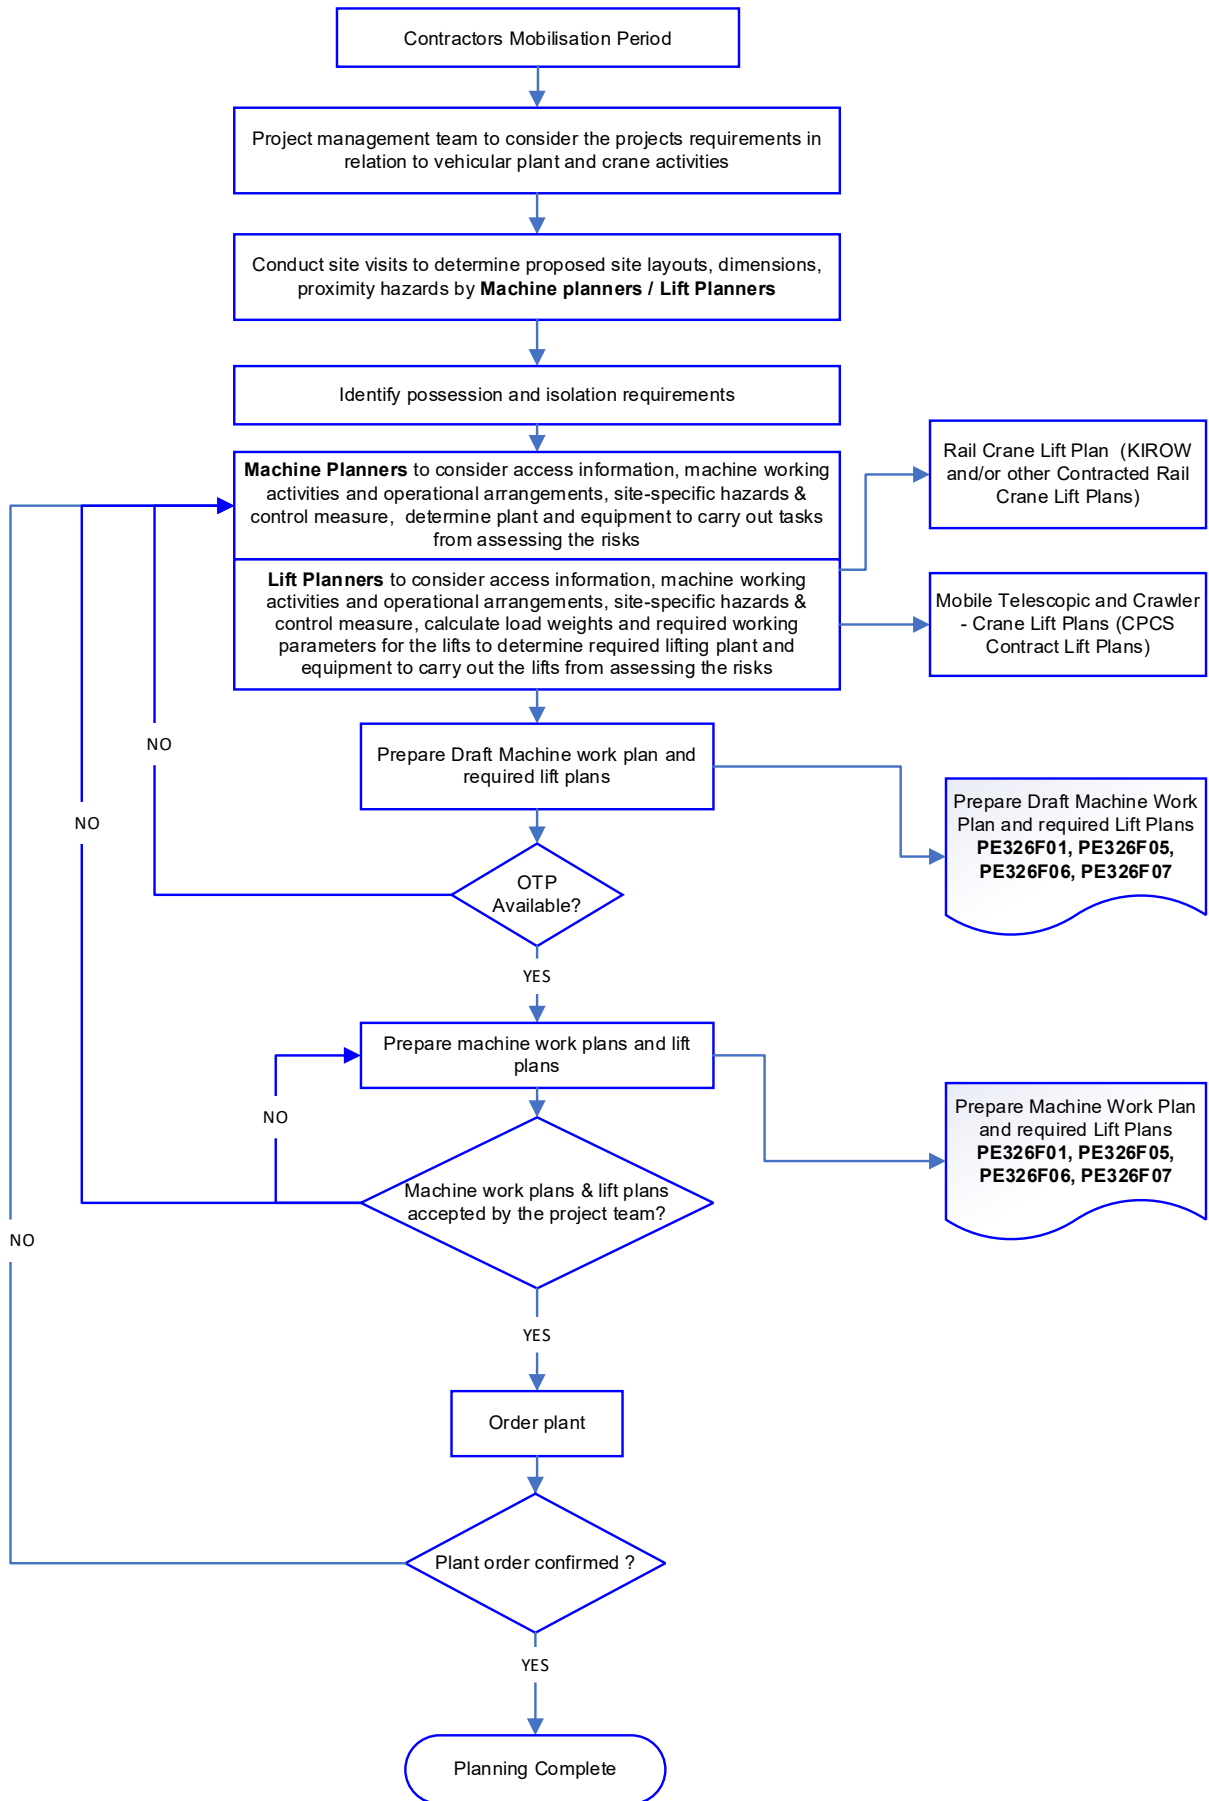 Contractors Mobilisation Period
Project management team to consider the projects requirements in
relation to vehicular plant and crane activities
Conduct site visits to determine proposed site layouts, dimensions,
proximity hazards by Machine planners / Lift Planners
Identify possession and isolation requirements
Machine Planners to consider access information, machine working
activities and operational arrangements, site-specific hazards &
control measure, determine plant and equipment to carry out tasks
from assessing the risks
Lift Planners to consider access information, machine working
activities and operational arrangements, site-specific hazards &
control measure, calculate load weights and required working
parameters for the lifts to determine required lifting plant and
equipment to carry out the lifts from assessing the risks
Rail Crane Lift Plan (KIROW
and/or other Contracted Rail
Crane Lift Plans)
Mobile Telescopic and Crawler
- Crane Lift Plans (CPCS
Contract Lift Plans)
Prepare Draft Machine work plan and
required lift plans
NO
Prepare Draft Machine Work
Plan and required Lift Plans
PE326F01, PE326F05,
PE326F06, PE326F07
NO
OTP
Available?
YES
Prepare machine work plans and lift
plans
NO
Prepare Machine Work Plan
and required Lift Plans
PE326F01, PE326F05,
PE326F06, PE326F07
Machine work plans & lift plans
accepted by the project team?
NO
YES
Order plant
Plant order confirmed ?
YES
Planning Complete